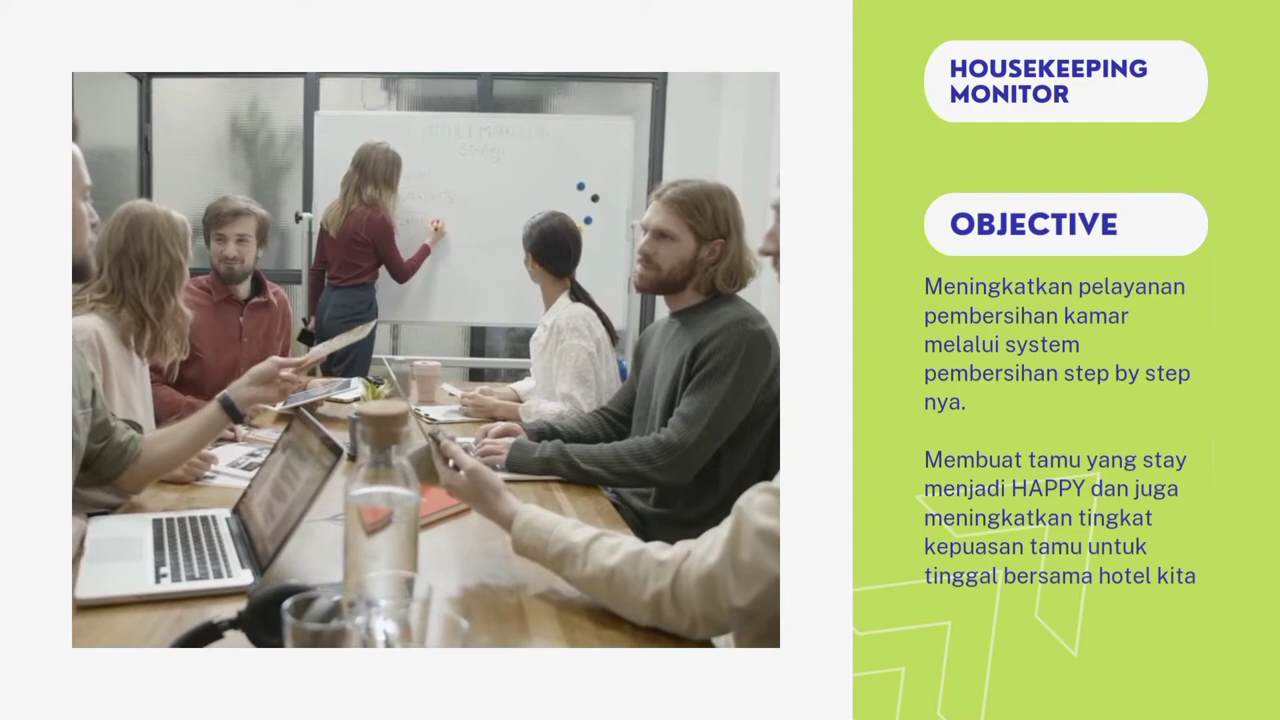 HOUSEKEEPING
MONITOR
OBJECTIVE
Meningkatkan pelayanan
pembersihan kamar
melalui system
pembersihan step by step
nya.
Membuat tamu yang stay
menjadi HAPPY dan juga
meningkatkan tingkat
kepuasan tamu untuk
tinggal bersama hotel kita